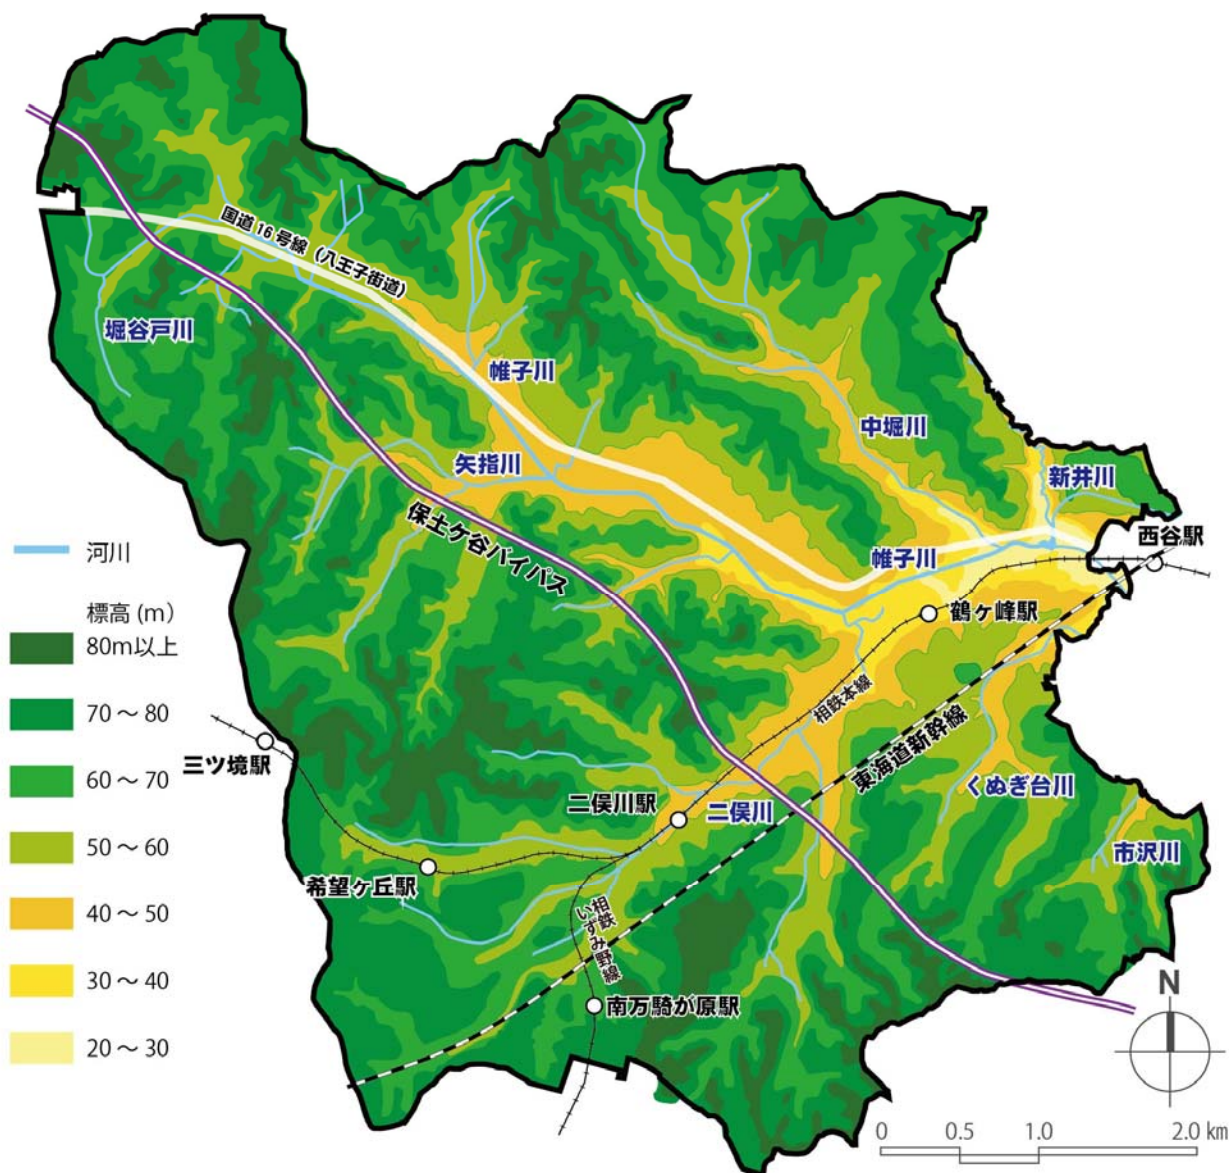 国道16号線（八王子街道）
堀谷戸川
帷子川
中堀川
矢指川
新井川
保土ケ谷バイパス
西谷駅
帷子川
鶴ヶ峰駅
河川
標高(m)
80m以上
70～80
60～70
50～60
40～50
30～40
20～30
相鉄本線
東海道新幹線
三ツ境駅
二俣川駅
二俣川
くぬぎ台川
市沢川
希望ヶ丘駅
相鉄
いずみ野線
南万騎が原駅
N
0 0.5 1.0 2.0 km